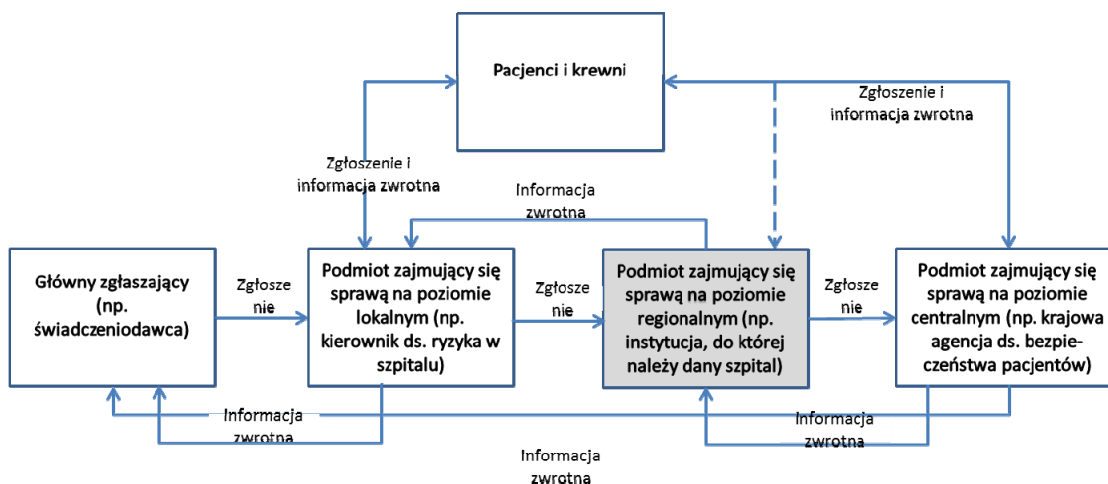 Pacjenci i krewni
Zgłoszenie i
informacja zwrotna
Zgłoszenie i
informacja zwrotna
Informacja
zwrotna
Główny zgłaszający
(np.
świadczeniodawca)
Zgłosze
nie
Podmiot zajmujący się
sprawą na poziomie
lokalnym (np.
kierownik ds. ryzyka w
szpitalu)
Zgłosze
nie
Podmiot zajmujący się
sprawą na poziomie
regionalnym (np.
instytucja, do której
należy dany szpital)
Zgłosze
nie
Podmiot zajmujący się
sprawą na poziomie
centralnym (np. krajowa
agencja ds. bezpie-
czeństwa pacjentów)
Informacja
zwrotna
Informacja
zwrotna
Informacja
zwrotna